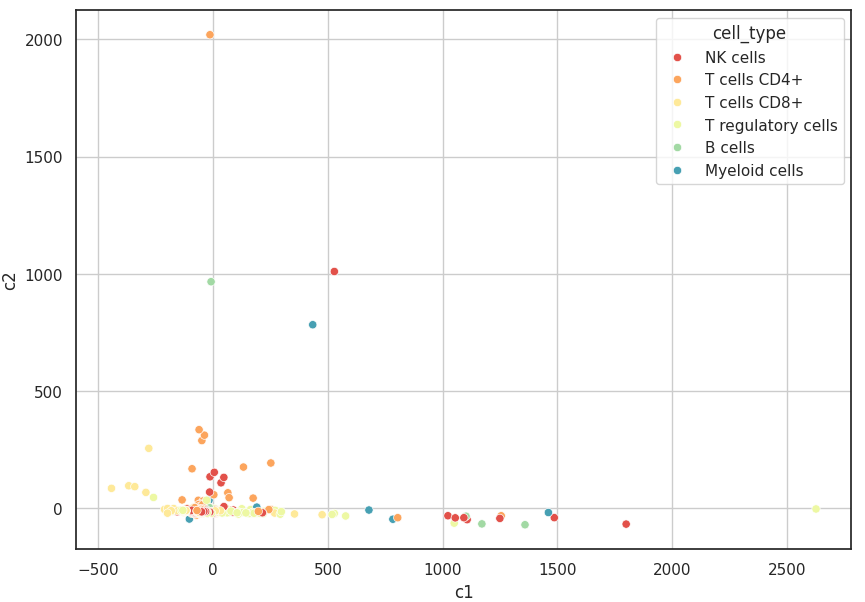 cell_type
NK cells
T cells CD4+
T cells CD8+
T regulatory cells
B cells
Myeloid cells
2000
1500
1000
500
0
c2
−500
0
500
1000
1500
2000
2500
c1